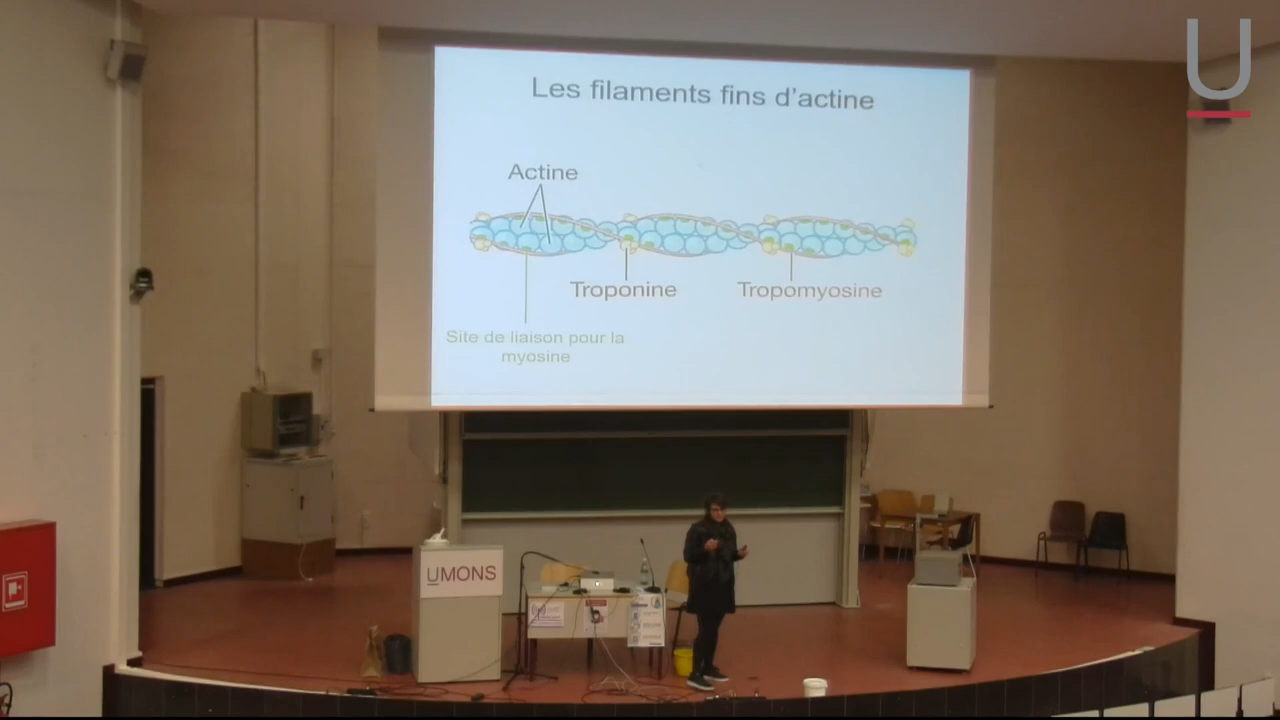 Les filaments fins d'actine
Actine
Troponine
Tropomyosine
Site de liaison pour la
myosine
UMONS
U